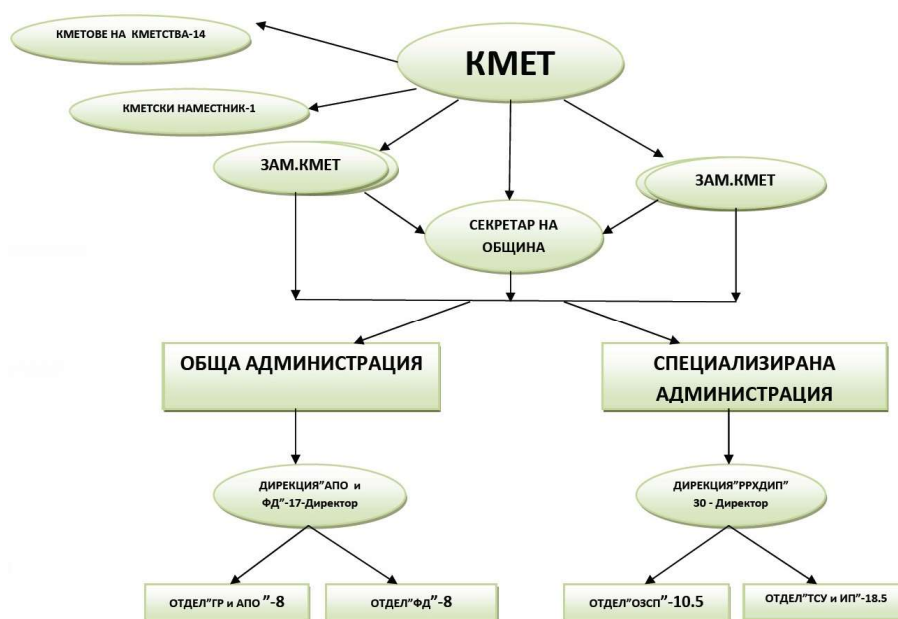 КМЕТОВЕ НА КМЕТСТВА-14
КМЕТ
КМЕТСКИ НАМЕСТНИК-1
ЗАМ.КМЕТ
ЗАМ.КМЕТ
СЕКРЕТАР НА
ОБЩИНА
ОБЩА АДМИНИСТРАЦИЯ
СПЕЦИАЛИЗИРАНА
АДМИНИСТРАЦИЯ
ДИРЕКЦИЯ"АПО и
ФД"-17-Директор
ДИРЕКЦИЯ"РРХДИП"
30 - Директор
ОТДЕЛ"ГР и АПО "-8
ОТДЕЛ"ФД"-8
ОТДЕЛ"ОЗСП"-10.5
ОТДЕЛ"ТСУ и ИП"-18.5